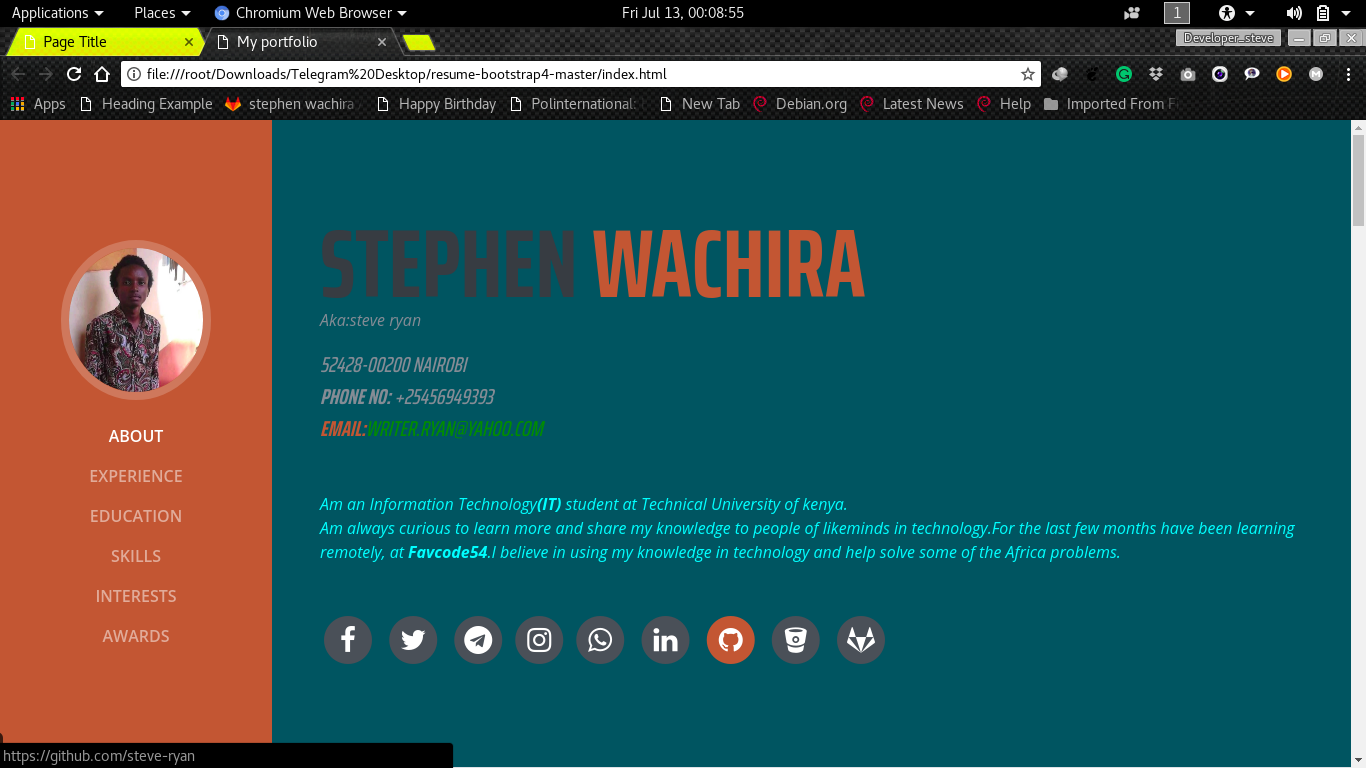 Applications Places Chromium Web Browser Fri Jul 13, 00:08:55 1
Page Title My portfolio Developer_steve
file:///root/Downloads/Telegram%20Desktop/resume-bootstrap4-master/index.html
Apps Heading Example stephen wachira Happy Birthday Polinternational: New Tab Debian.org Latest News Help Imported From F
STEPHEN WACHIRA
Aka:steve ryan
52428-00200 NAIROBI
PHONE NO: +25456949393
EMAIL:WRITER.RYAN@YAHOO.COM
ABOUT
EXPERIENCE
EDUCATION
SKILLS
INTERESTS
AWARDS
Am an Information Technology(IT) student at Technical University of kenya.
Am always curious to learn more and share my knowledge to people of likeminds in technology.For the last few months have been learning
remotely, at Favcode54.I believe in using my knowledge in technology and help solve some of the Africa problems.
https://github.com/steve-ryan